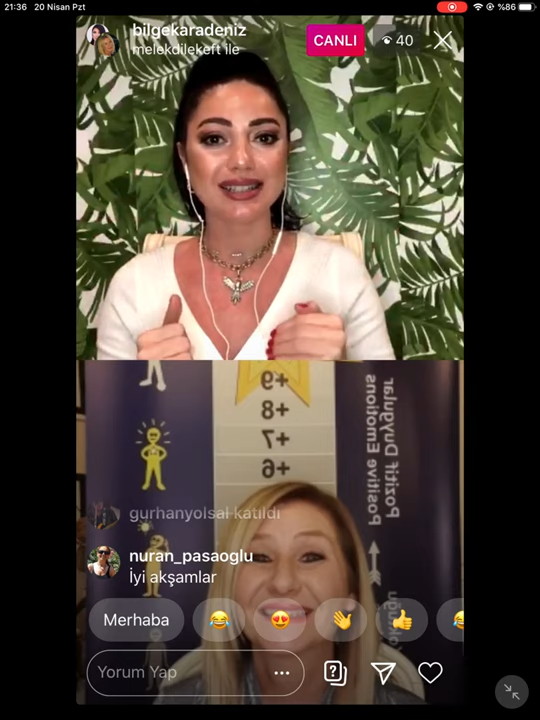 21:36 20 Nisan Pzt
%86
bilgekaradeniz
melekdilekeft ile
CANLI
40
+9
+8
+7
+6
Positive Emotions
Pozitif Duygular
gurhanyolsal katıldı
nuran_pasaoglu
İyi akşamlar
Merhaba
Yorum Yap